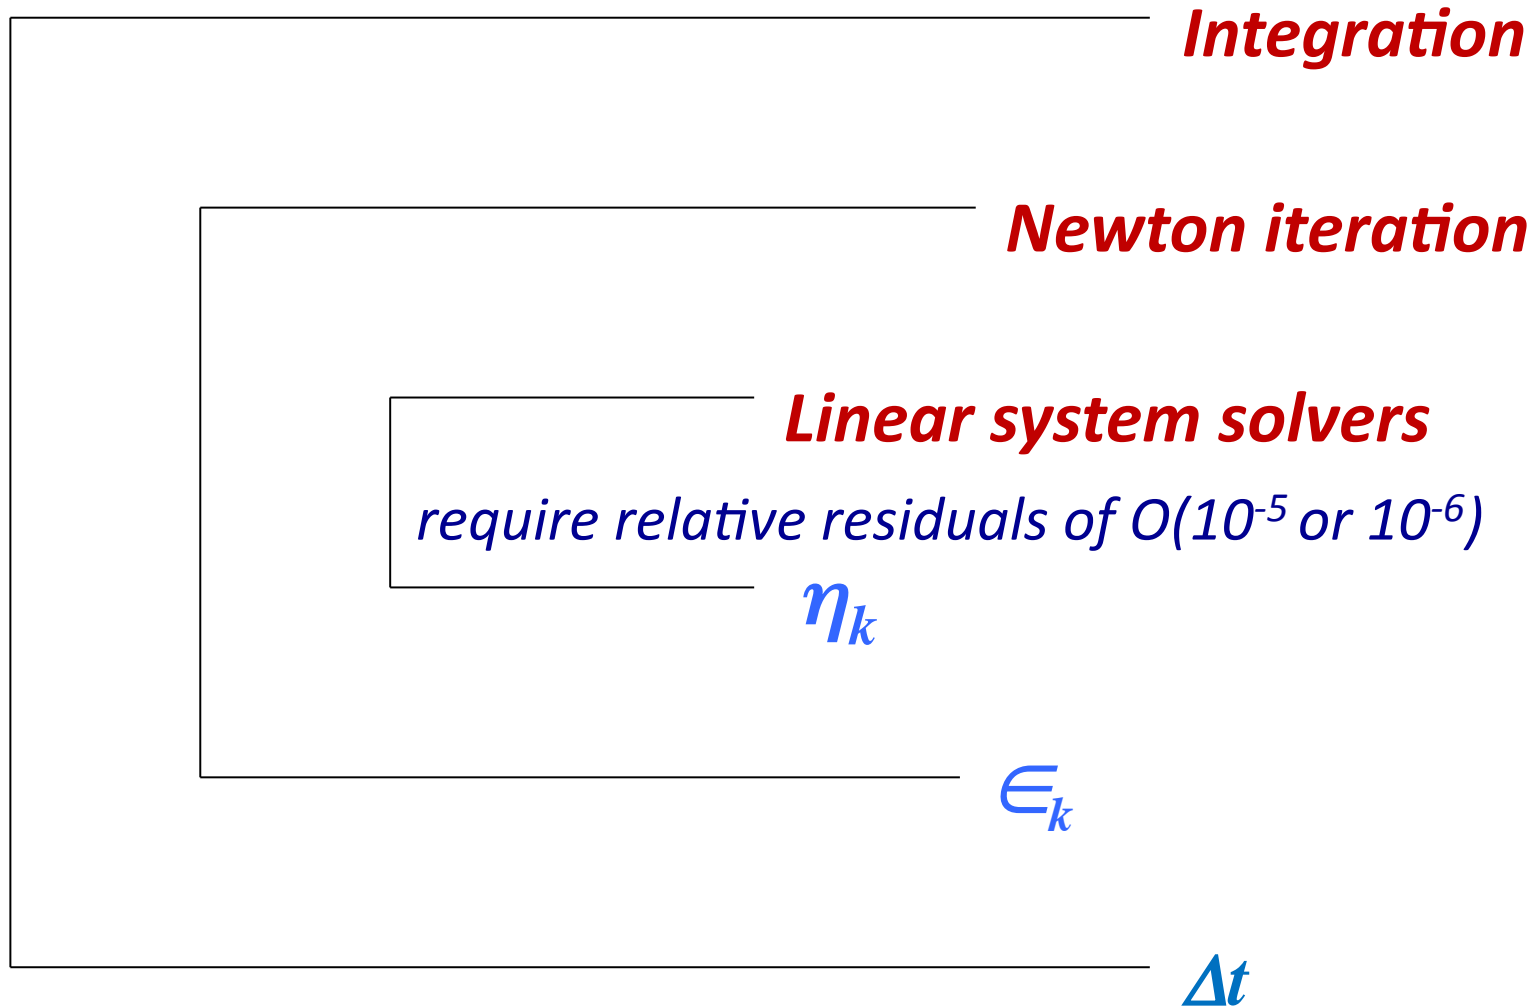 Integration
Newton iteration
Linear system solvers
require relative residuals of O(10⁻⁵ or 10⁻⁶)
ηₖ
∈ₖ
Δt